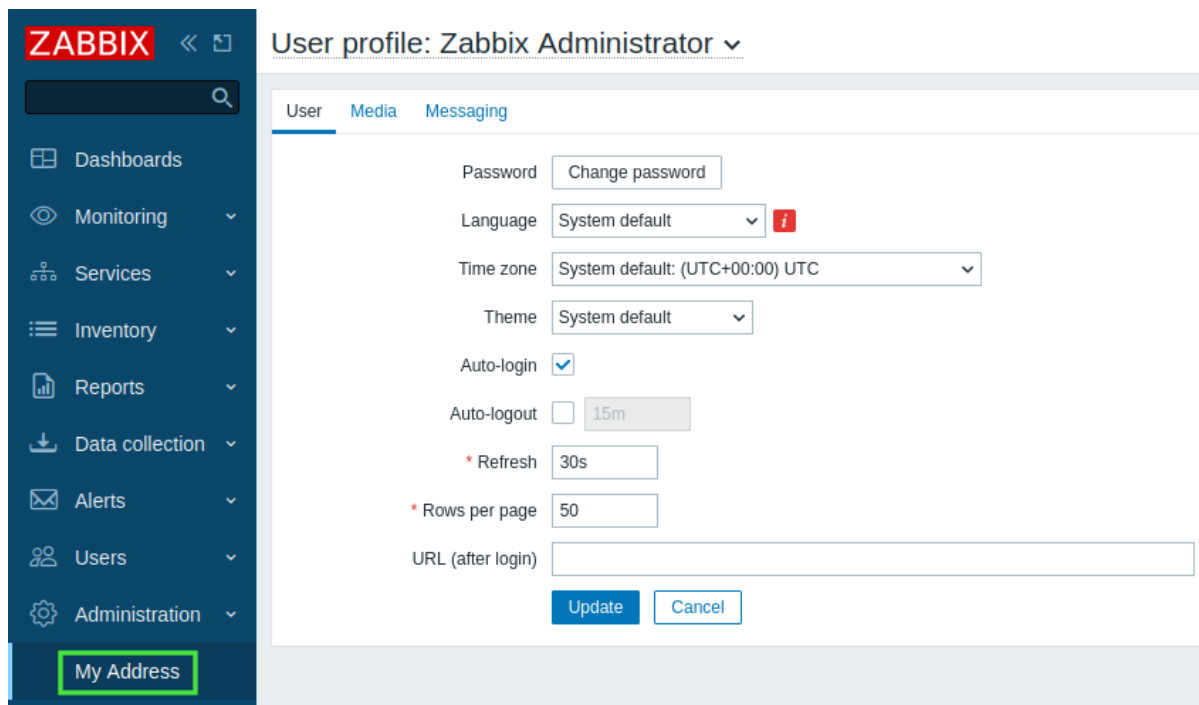 ZABBIX
User profile: Zabbix Administrator
User Media Messaging
Dashboards
Monitoring
Services
Inventory
Reports
Data collection
Alerts
Users
Administration
My Address
Password Change password
Language System default i
Time zone System default: (UTC+00:00) UTC
Theme System default
Auto-login
Auto-logout 15m
* Refresh 30s
* Rows per page 50
URL (after login)
Update Cancel